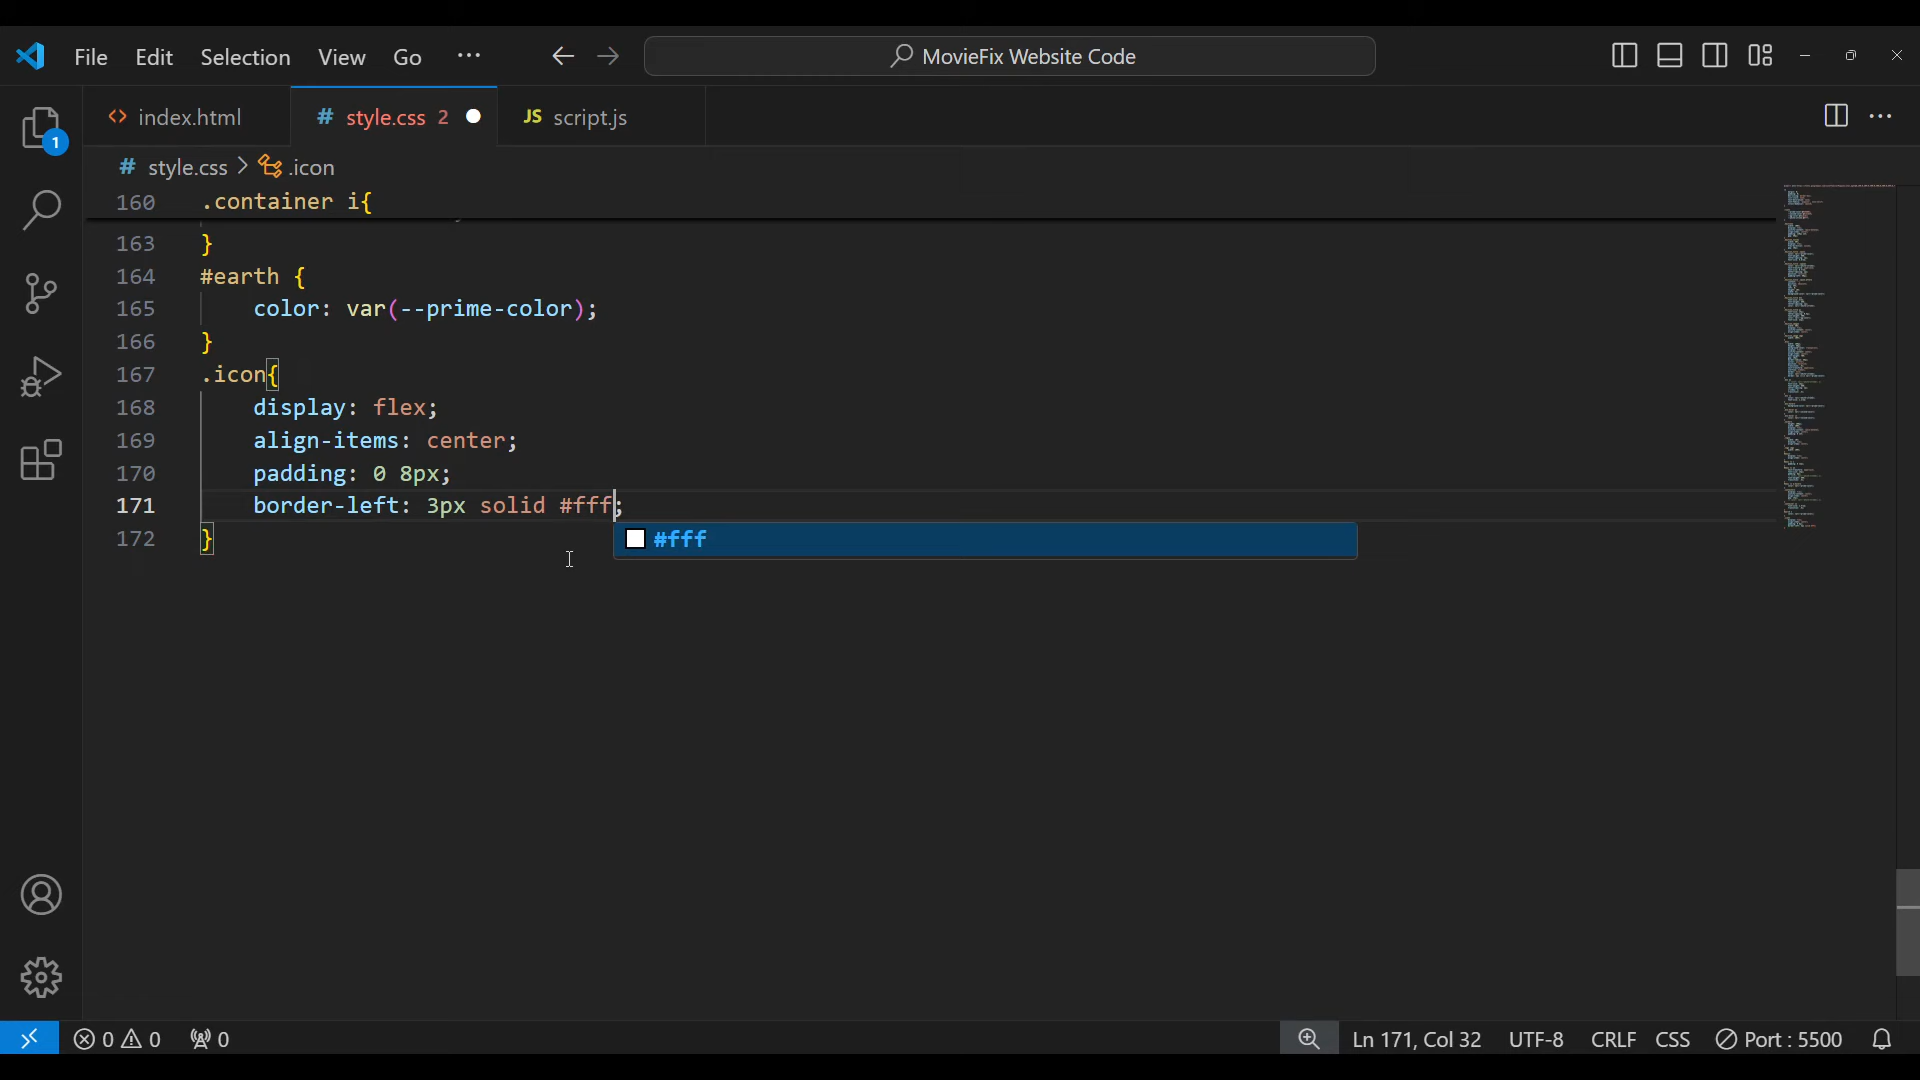 File Edit Selection View Go ··· MovieFix Website Code
index.html # style.css 2 JS script.js
# style.css > .icon
160 .container i{
163 }
164 #earth {
165 color: var(--prime-color);
166 }
167 .icon{
168 display: flex;
169 align-items: center;
170 padding: 0 8px;
171 border-left: 3px solid #fff;
172 }
#fff
1
0 0 0 Ln 171, Col 32 UTF-8 CRLF CSS Port : 5500